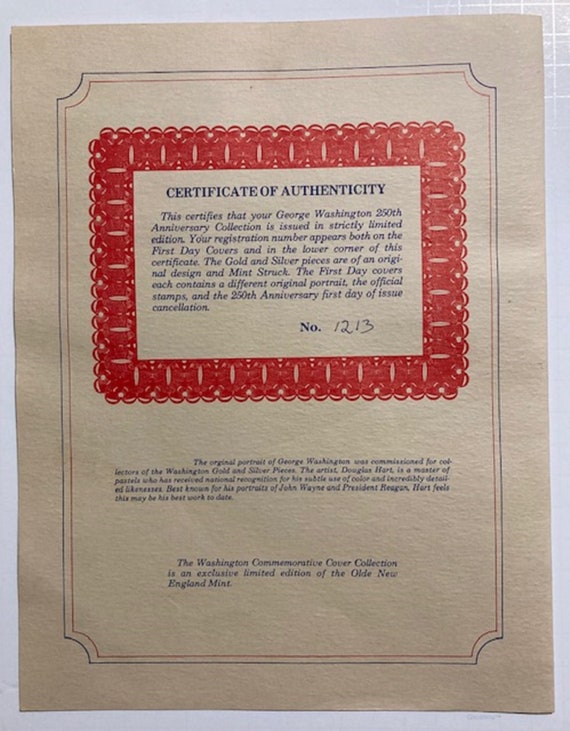 CERTIFICATE OF AUTHENTICITY
This certifies that your George Washington 250th
Anniversary Collection is issued in strictly limited
edition. Your registration number appears both on the
First Day Covers and in the lower corner of this
certificate. The Gold and Silver pieces are of an origi-
nal design and Mint Struck. The First Day covers
each contains a different original portrait, the official
stamps, and the 250th Anniversary first day of issue
cancellation.
No. 1213
The orginal portrait of George Washington was commissioned for col-
lectors of the Washington Gold and Silver Pieces. The artist, Douglas Hart, is a master of
pastels who has received national recognition for his subtle use of color and incredibly detail-
ed likenesses. Best known for his portraits of John Wayne and President Reagan, Hart feels
this may be his best work to date.
The Washington Commemorative Cover Collection
is an exclusive limited edition of the Olde New
England Mint.